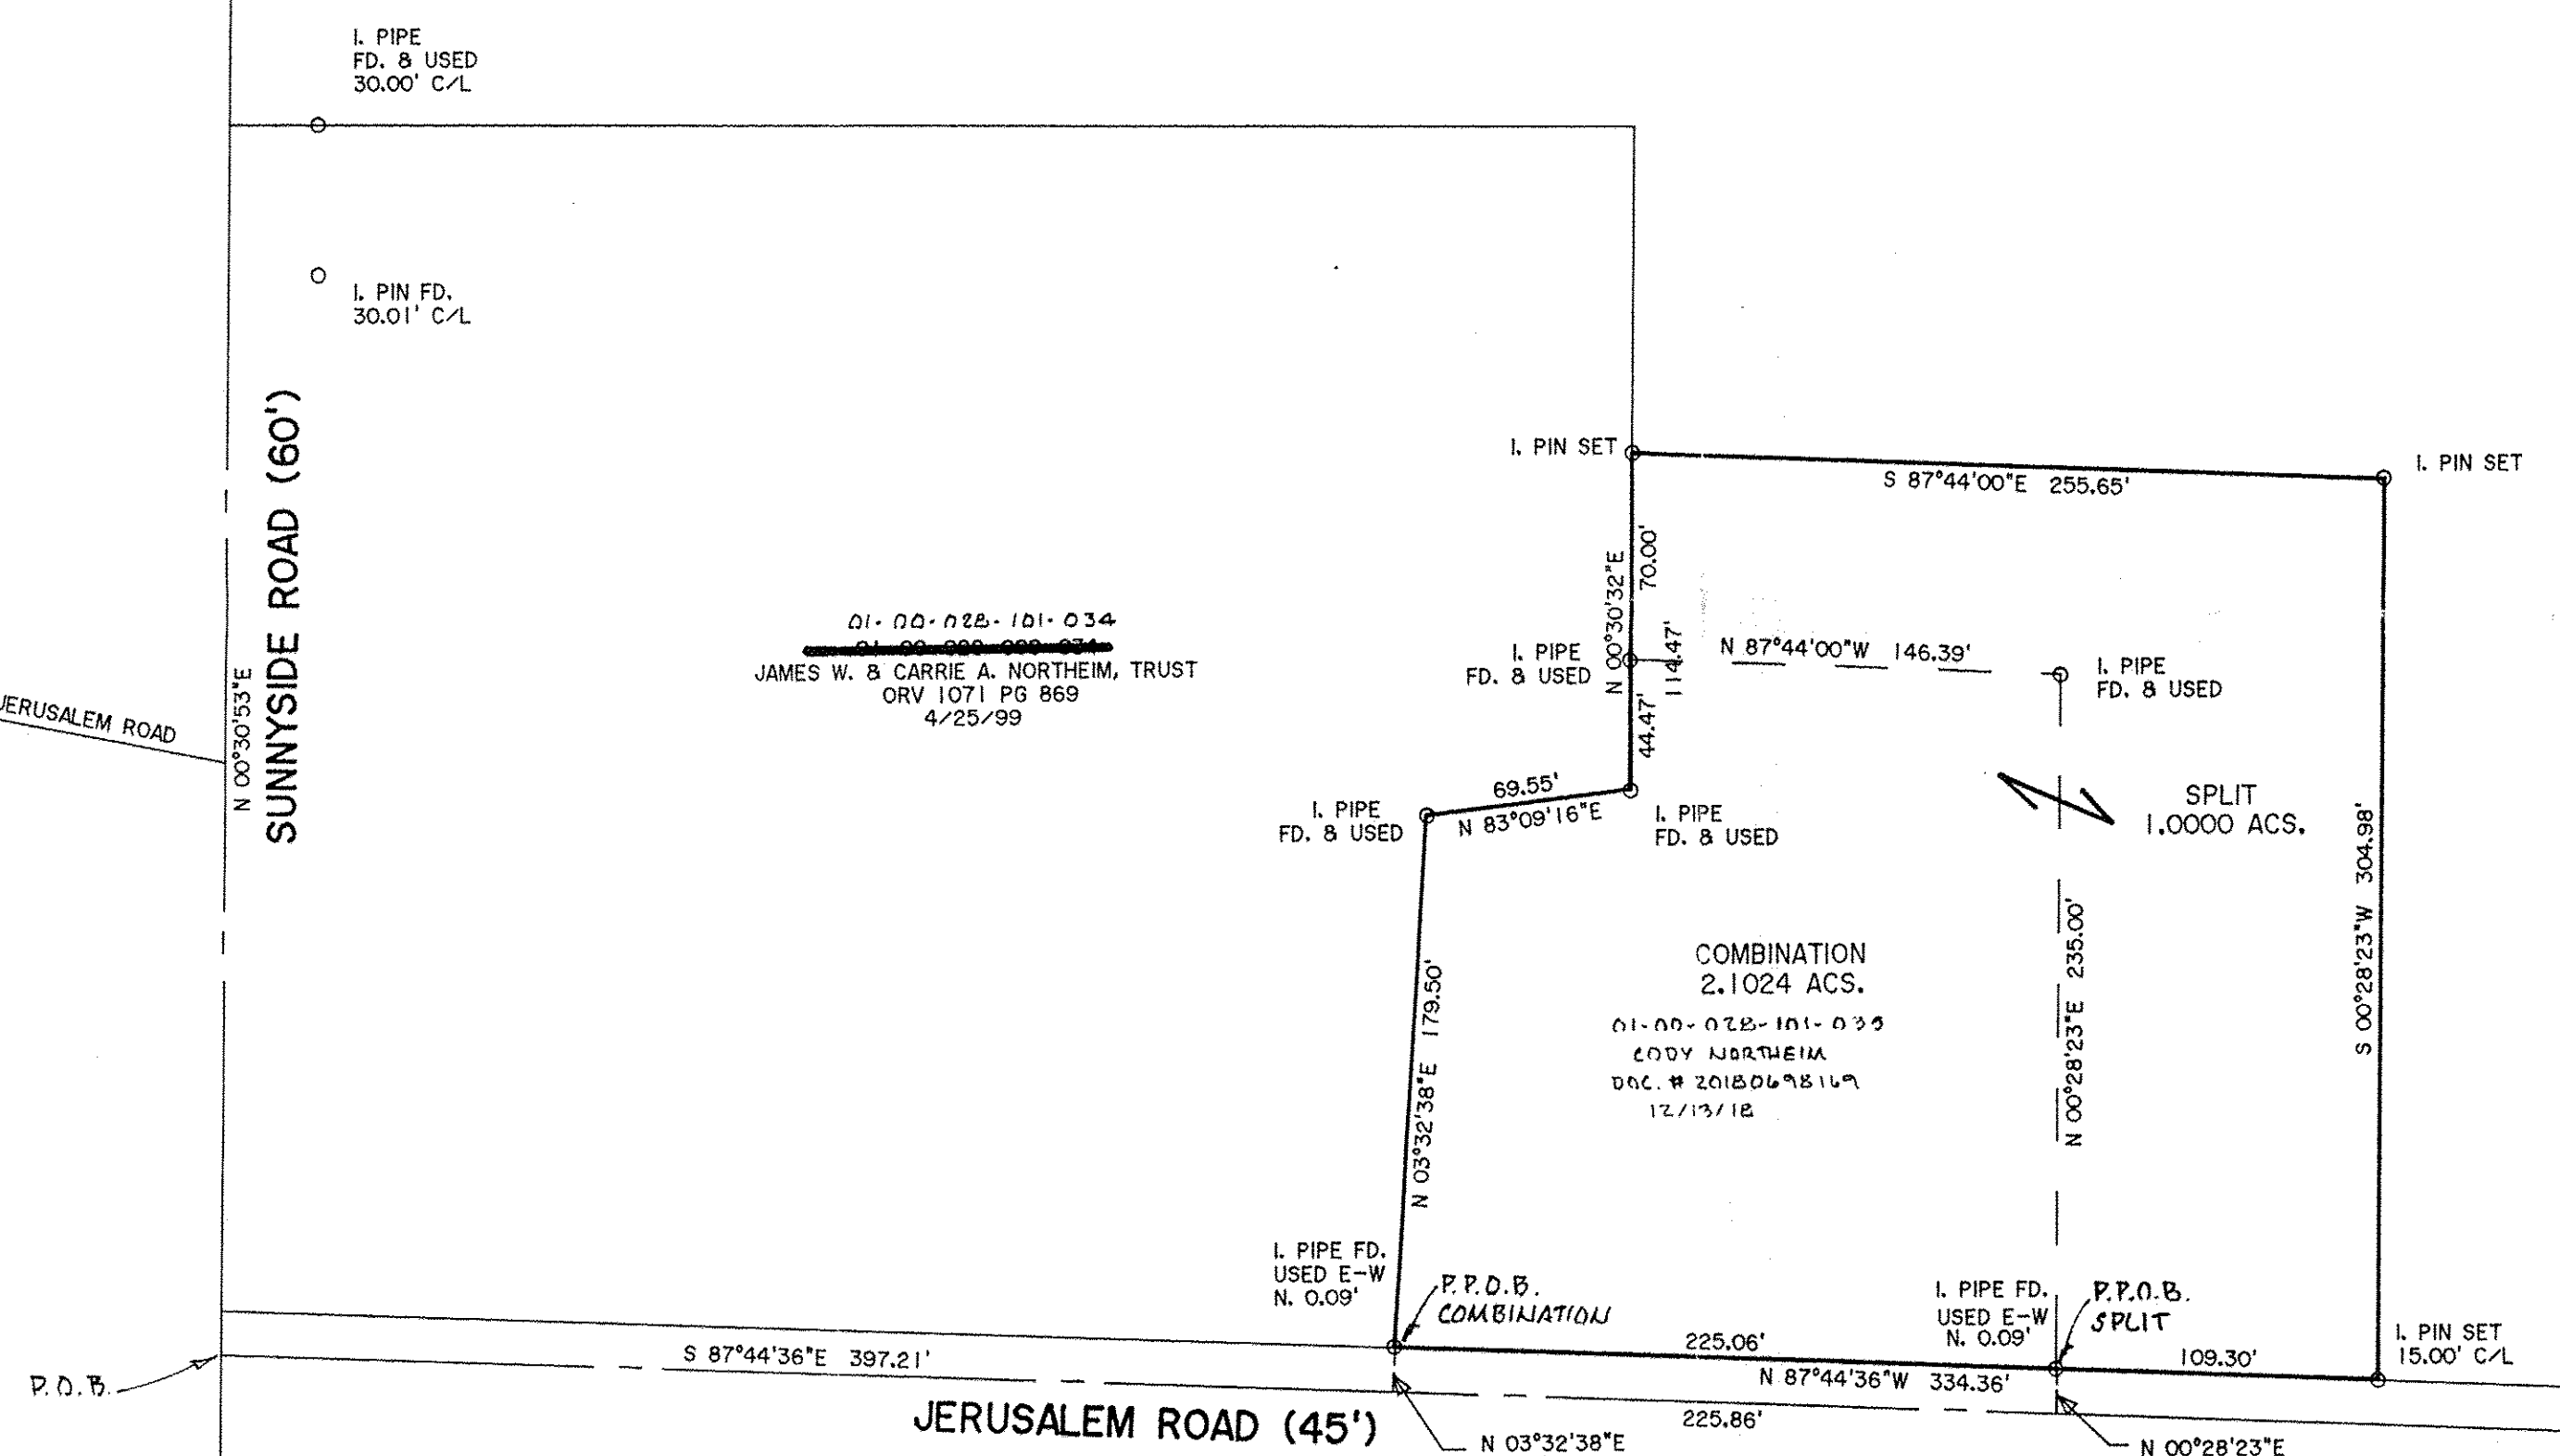 I. PIPE
FD. & USED
30.00' C/L
I. PIN FD.
30.01' C/L
SUNNYSIDE ROAD (60')
N 00°30'53"E
JERUSALEM ROAD
01-00-028-101-034
JAMES W. & CARRIE A. NORTHEIM, TRUST
ORV 1071 PG 869
4/25/99
I. PIN SET
S 87°44'00"E 255.65'
I. PIN SET
N 00°30'32"E
70.00'
114.47'
44.47'
I. PIPE
FD. & USED
N 87°44'00"W 146.39'
I. PIPE
FD. & USED
69.55'
N 83°09'16"E
I. PIPE
FD. & USED
I. PIPE
FD. & USED
SPLIT
1.0000 ACS.
S 00°28'23"W 304.98'
N 00°28'23"E 235.00'
N 03°32'38"E 179.50'
COMBINATION
2.1024 ACS.
01-00-028-101-035
CODY NORTHEIM
DOC. # 20180698169
12/13/18
I. PIPE FD.
USED E-W
N. 0.09'
P.P.O.B.
COMBINATION
I. PIPE FD.
USED E-W
N. 0.09'
P.P.O.B.
SPLIT
I. PIN SET
15.00' C/L
225.06'
109.30'
N 87°44'36"W 334.36'
S 87°44'36"E 397.21'
P.O.B.
JERUSALEM ROAD (45')
225.86'
N 03°32'38"E
N 00°28'23"E